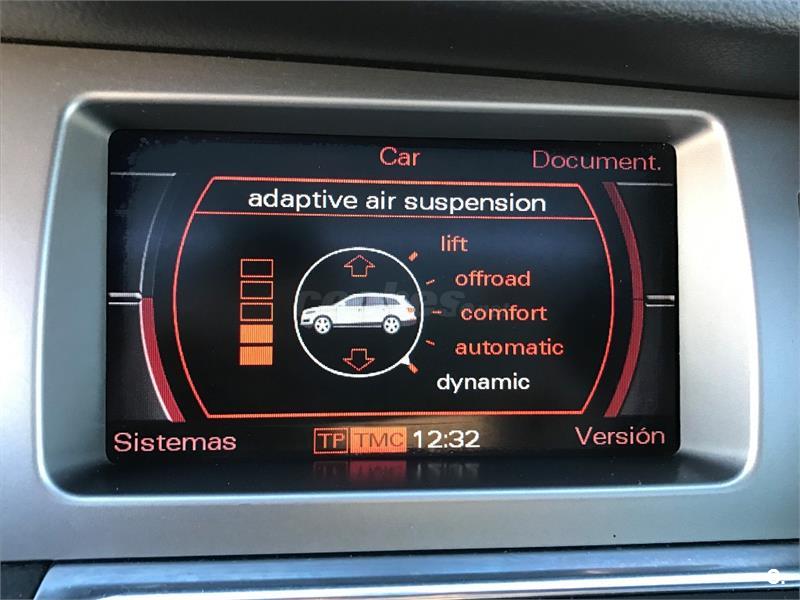 Car
Document.
adaptive air suspension
lift
offroad
comfort
automatic
dynamic
Sistemas
TP TMC 12:32
Versión